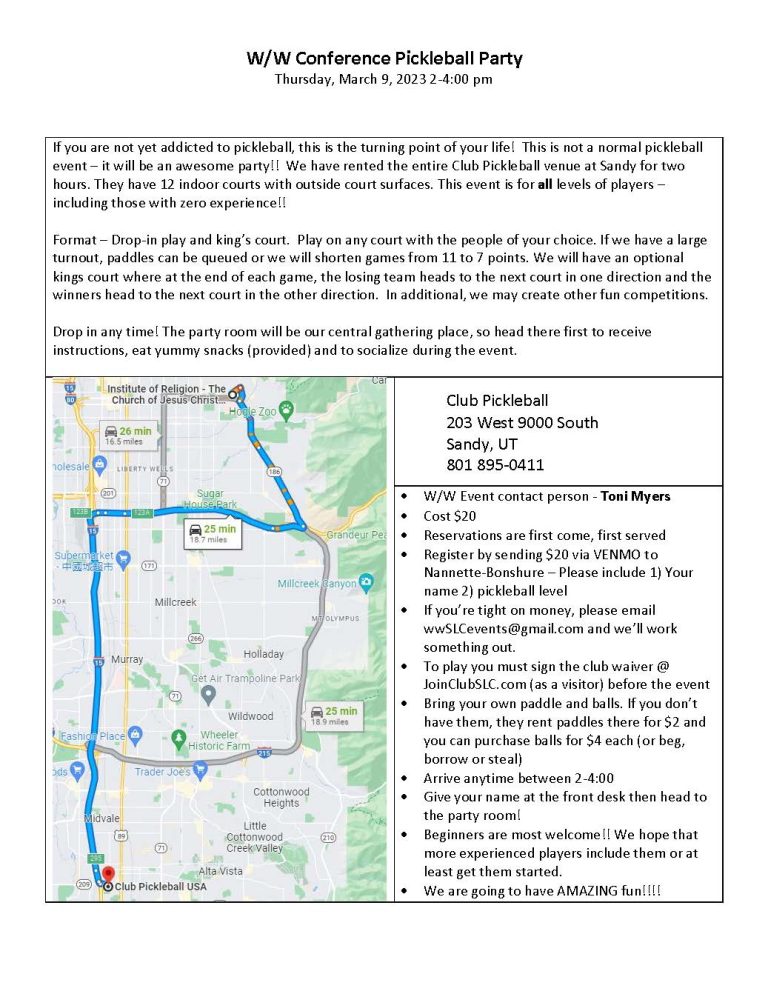 W/W Conference Pickleball Party
Thursday, March 9, 2023 2-4:00 pm
If you are not yet addicted to pickleball, this is the turning point of your life! This is not a normal pickleball
event – it will be an awesome party!! We have rented the entire Club Pickleball venue at Sandy for two
hours. They have 12 indoor courts with outside court surfaces. This event is for all levels of players –
including those with zero experience!!
Format – Drop-in play and king's court. Play on any court with the people of your choice. If we have a large
turnout, paddles can be queued or we will shorten games from 11 to 7 points. We will have an optional
kings court where at the end of each game, the losing team heads to the next court in one direction and the
winners head to the next court in the other direction. In additional, we may create other fun competitions.
Drop in any time! The party room will be our central gathering place, so head there first to receive
instructions, eat yummy snacks (provided) and to socialize during the event.
15
80
Institute of Religion - The
Church of Jesus Christ...
Can
Hogle Zoo
26 min
16.5 miles
186
holesale
LIBERTY WELLS
71
201
Sugar
House Park
123B
123A
25 min
18.7 miles
Grandeur Pea
Supermarket
中國城超市
171
Millcreek Canyon
OOR
Millcreek
MT OLYMPUS
266
15
Murray
Holladay
Get Air Trampoline Park
71
Wildwood
25 min
18.9 miles
Fashion Place
Wheeler
Historic Farm
215
ods
Trader Joe's
Cottonwood
Heights
Midvale
89
Little
Cottonwood
Creek Valley
71
210
295
Alta Vista
209
Club Pickleball USA
Club Pickleball
203 West 9000 South
Sandy, UT
801 895-0411
• W/W Event contact person - Toni Myers
• Cost $20
• Reservations are first come, first served
• Register by sending $20 via VENMO to
Nannette-Bonshure – Please include 1) Your
name 2) pickleball level
• If you're tight on money, please email
wwSLCevents@gmail.com and we'll work
something out.
• To play you must sign the club waiver @
JoinClubSLC.com (as a visitor) before the event
• Bring your own paddle and balls. If you don't
have them, they rent paddles there for $2 and
you can purchase balls for $4 each (or beg,
borrow or steal)
• Arrive anytime between 2-4:00
• Give your name at the front desk then head to
the party room!
• Beginners are most welcome!! We hope that
more experienced players include them or at
least get them started.
• We are going to have AMAZING fun!!!!